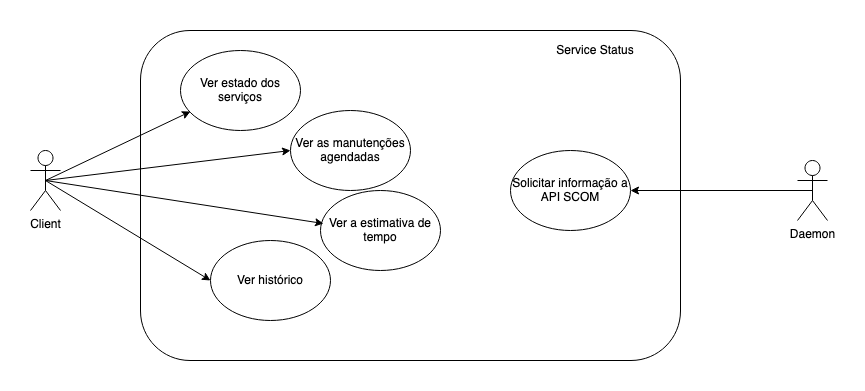 Service Status
Ver estado dos
serviços
Ver as manutenções
agendadas
Solicitar informação a
API SCOM
Client
Ver a estimativa de
tempo
Daemon
Ver histórico